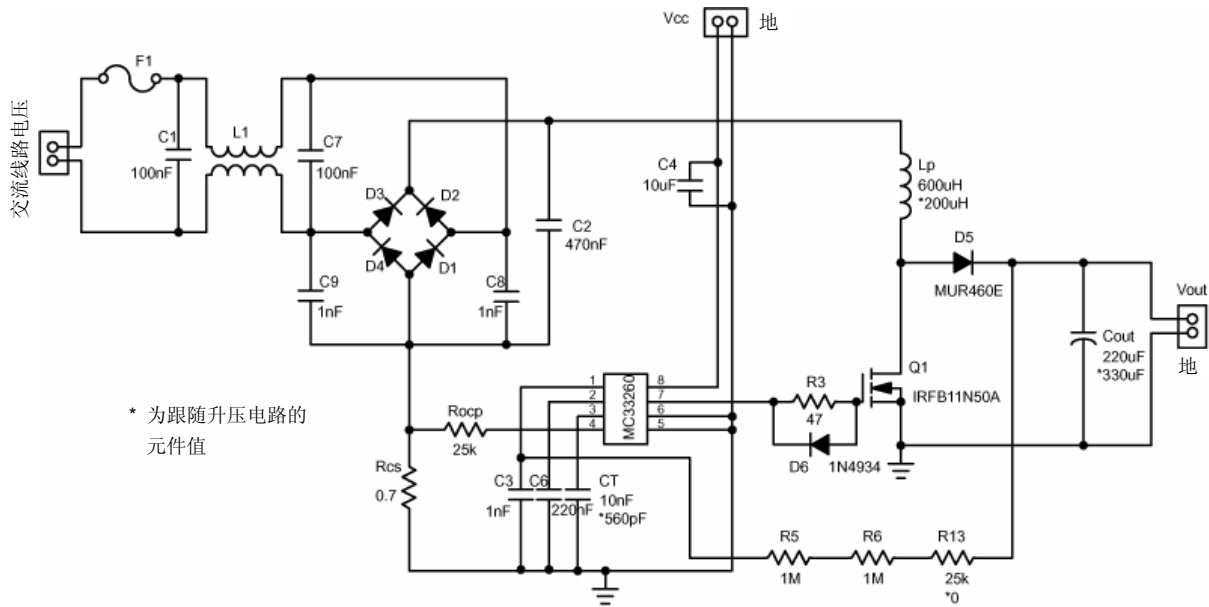 Vcc
地
F1
交流线路电压
C1
100nF
L1
C7
100nF
C4
10uF
Lp
600uH
*200uH
D3
D2
C2
470nF
D4
D1
D5
MUR460E
C9
1nF
C8
1nF
Vout
地
Cout
220uF
*330uF
Q1
IRFB11N50A
1
2
3
4
MC33260
8
7
6
5
R3
47
* 为跟随升压电路的
元件值
Rocp
25k
D6
1N4934
Rcs
0.7
C3
1nF
C6
220nF
CT
10nF
*560pF
R5
1M
R6
1M
R13
25k
*0